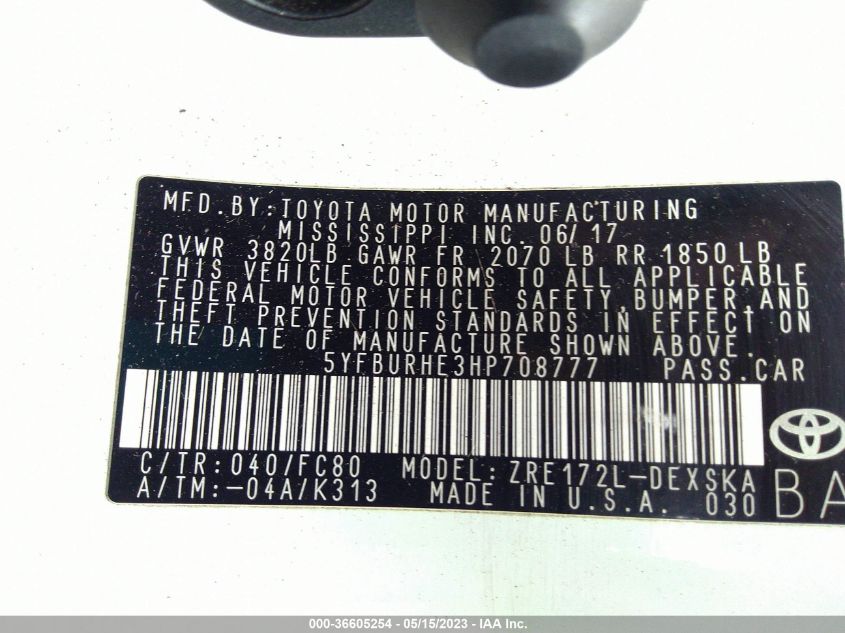 MFD. BY: TOYOTA MOTOR MANUFACTURING
MISSISSIPPI INC. 06/17
GVWR 3820LB GAWR FR 2070 LB RR 1850 LB
THIS VEHICLE CONFORMS TO ALL APPLICABLE
FEDERAL MOTOR VEHICLE SAFETY, BUMPER AND
THEFT PREVENTION STANDARDS IN EFFECT ON
THE DATE OF MANUFACTURE SHOWN ABOVE.
5YFBURHE3HP708777 PASS. CAR
C/TR: 040/FC80 MODEL: ZRE172L-DEXSKA
A/TM: -04A/K313 MADE IN U.S.A. 030 BA
000-36605254 - 05/15/2023 - IAA Inc.